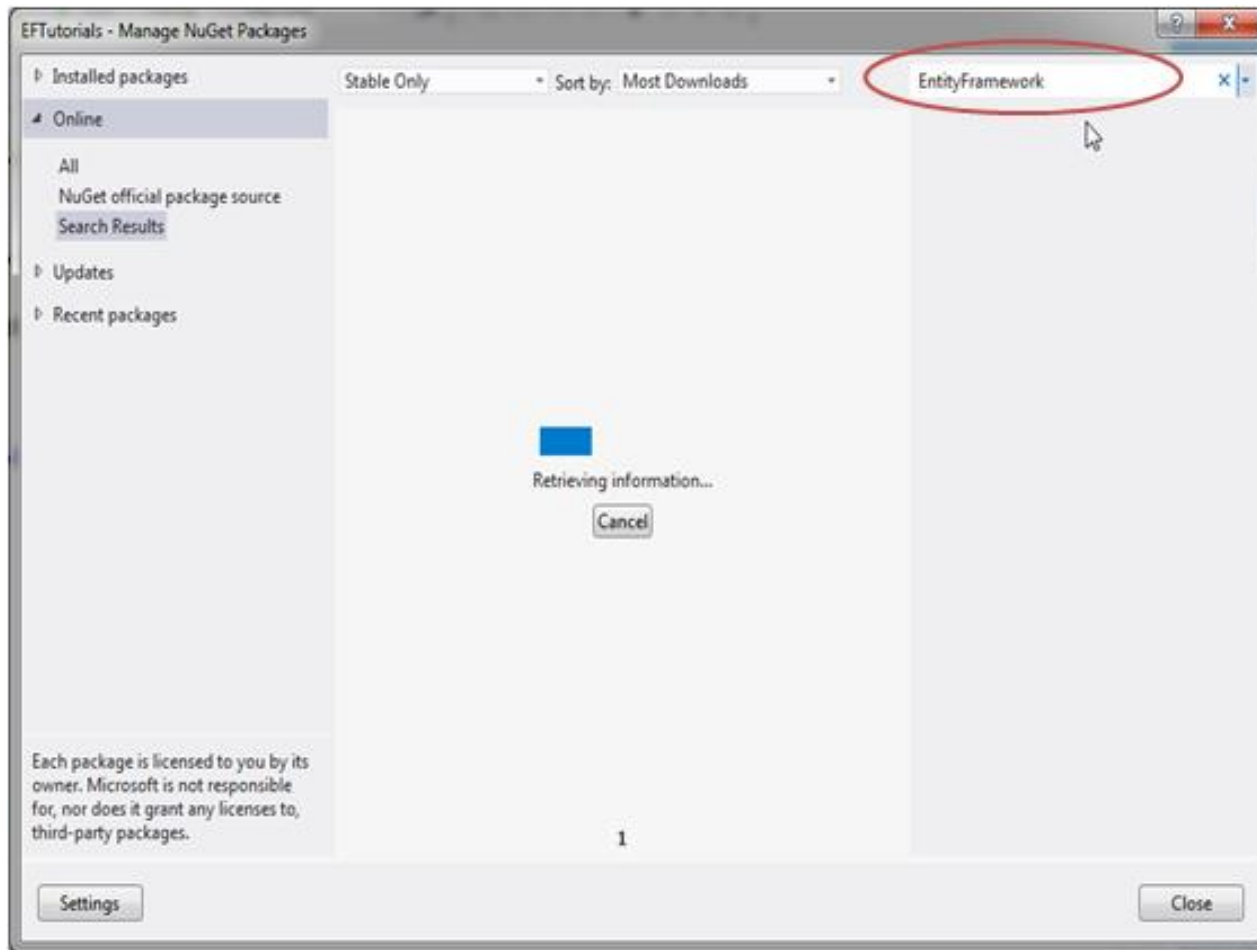 EFTutorials - Manage NuGet Packages
Installed packages
Online
All
NuGet official package source
Search Results
Updates
Recent packages
Each package is licensed to you by its
owner. Microsoft is not responsible
for, nor does it grant any licenses to,
third-party packages.
Stable Only
Sort by: Most Downloads
EntityFramework
Retrieving information...
Cancel
1
Settings
Close